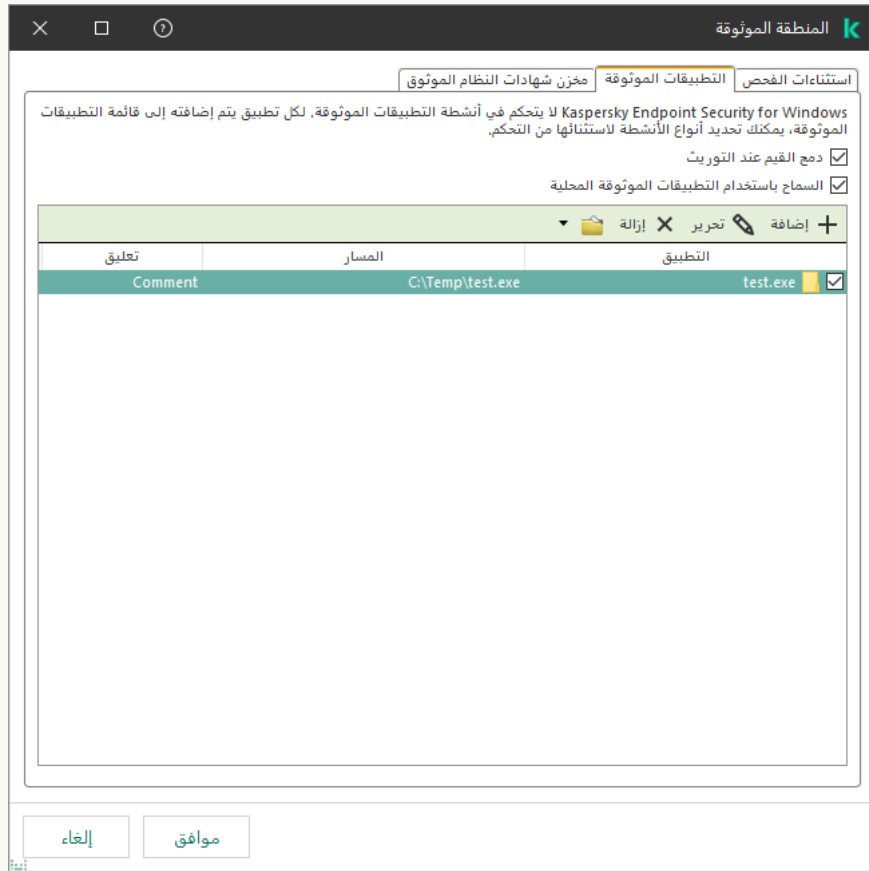 المنطقة الموثوقة
استثناءات الفحص
التطبيقات الموثوقة
مخزن شهادات النظام الموثوق
Kaspersky Endpoint Security for Windows لا يتحكم في أنشطة التطبيقات الموثوقة. لكل تطبيق يتم إضافته إلى قائمة التطبيقات
الموثوقة، يمكنك تحديد أنواع الأنشطة لاستثنائها من التحكم.
دمج القيم عند التوريث
السماح باستخدام التطبيقات الموثوقة المحلية
إضافة تحرير إزالة
التطبيق المسار تعليق
test.exe C:\Temp\test.exe Comment
موافق إلغاء